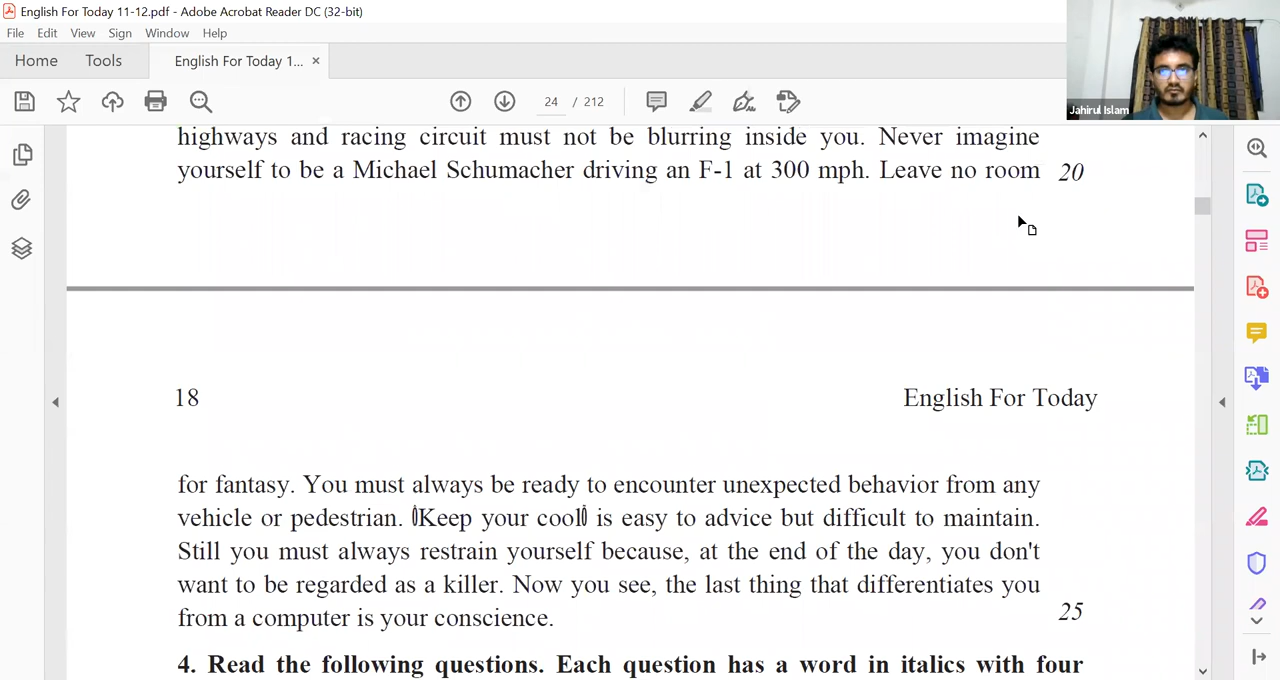 English For Today 11-12.pdf - Adobe Acrobat Reader DC (32-bit)
File Edit View Sign Window Help
Home Tools English For Today 1... ×
24 / 212
Jahirul Islam
highways and racing circuit must not be blurring inside you. Never imagine
yourself to be a Michael Schumacher driving an F-1 at 300 mph. Leave no room 20
18 English For Today
for fantasy. You must always be ready to encounter unexpected behavior from any
vehicle or pedestrian. Keep your cool is easy to advice but difficult to maintain.
Still you must always restrain yourself because, at the end of the day, you don't
want to be regarded as a killer. Now you see, the last thing that differentiates you
from a computer is your conscience. 25
4. Read the following questions. Each question has a word in italics with four